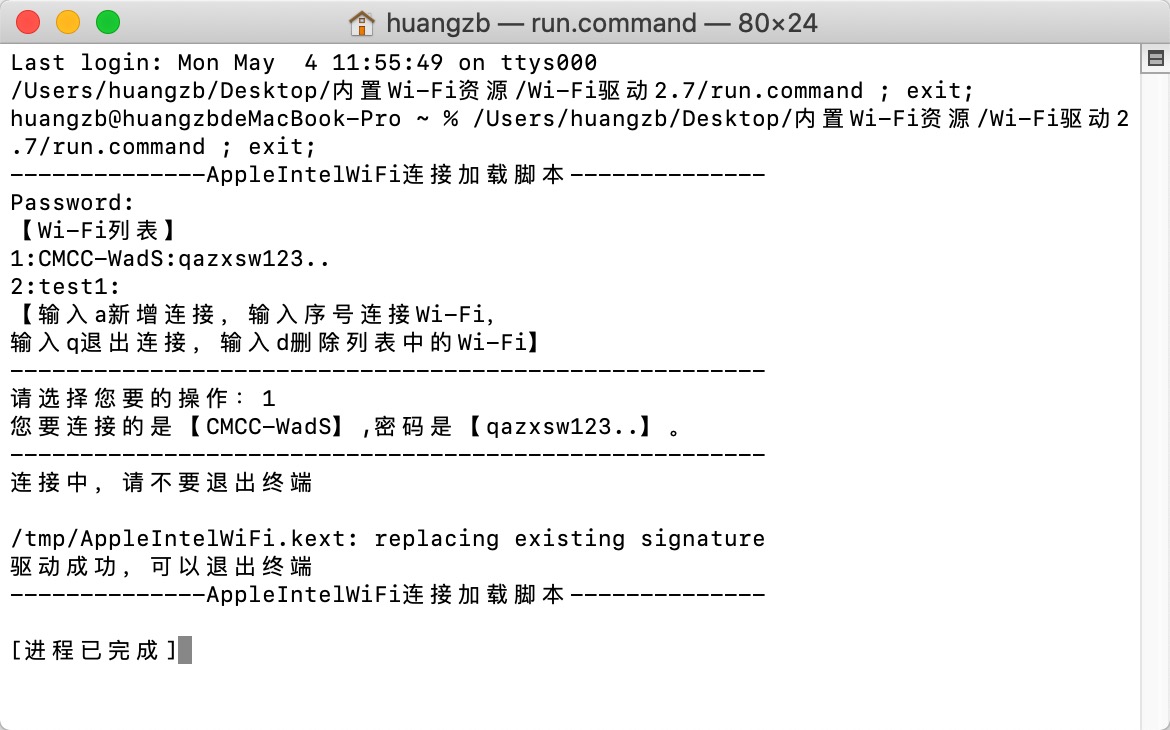 huangzb — run.command — 80×24
Last login: Mon May  4 11:55:49 on ttys000
/Users/huangzb/Desktop/内置Wi-Fi资源/Wi-Fi驱动2.7/run.command ; exit;
huangzb@huangzbdeMacBook-Pro ~ % /Users/huangzb/Desktop/内置Wi-Fi资源/Wi-Fi驱动2
.7/run.command ; exit;
--------------AppleIntelWiFi连接加载脚本--------------
Password:
【Wi-Fi列表】
1:CMCC-WadS:qazxsw123..
2:test1:
【输入a新增连接，输入序号连接Wi-Fi，
输入q退出连接，输入d删除列表中的Wi-Fi】
------------------------------------------------------
请选择您要的操作：1
您要连接的是【CMCC-WadS】,密码是【qazxsw123..】。
------------------------------------------------------
连接中，请不要退出终端
/tmp/AppleIntelWiFi.kext: replacing existing signature
驱动成功，可以退出终端
--------------AppleIntelWiFi连接加载脚本--------------
[进程已完成]